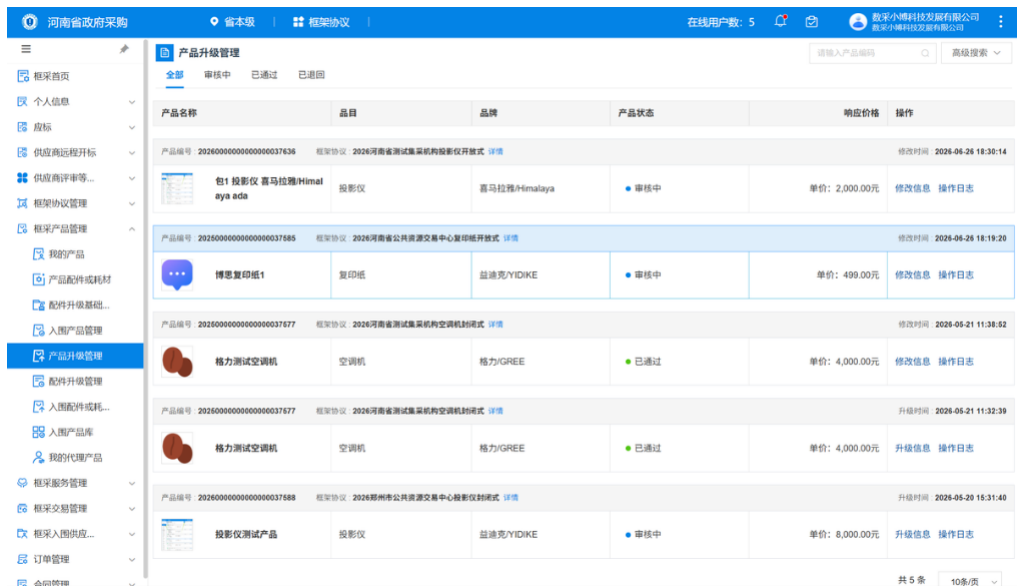 河南省政府采购
省本级
框架协议
在线用户数：5
数采小博科技发展有限公司
数采小博科技发展有限公司
框采首页
个人信息
应标
供应商远程开标
供应商评审等...
框架协议管理
框采产品管理
我的产品
产品配件或耗材
配件升级基础...
入围产品管理
产品升级管理
配件升级管理
入围配件或耗...
入围产品库
我的代理产品
框采服务管理
框采交易管理
框采入围供应...
订单管理
合同管理
产品升级管理
请输入产品编码
高级搜索
全部 审核中 已通过 已退回
产品名称 品目 品牌 产品状态 响应价格 操作
产品编号：20260000000000000037636 框架协议：2026河南省测试集采机构投影仪开放式 详情 修改时间：2026-06-26 18:30:14
包1 投影仪 喜马拉雅/Himal
aya ada
投影仪 喜马拉雅/Himalaya 审核中 单价：2,000.00元 修改信息 操作日志
产品编号：20250000000000000037585 框架协议：2026河南省公共资源交易中心复印纸开放式 详情 修改时间：2026-06-26 18:19:20
博思复印纸1 复印纸 益迪克/YIDIKE 审核中 单价：499.00元 修改信息 操作日志
产品编号：20250000000000000037577 框架协议：2026河南省测试集采机构空调机封闭式 详情 修改时间：2026-05-21 11:38:52
格力测试空调机 空调机 格力/GREE 已通过 单价：4,000.00元 修改信息 操作日志
产品编号：20250000000000000037577 框架协议：2026河南省测试集采机构空调机封闭式 详情 升级时间：2026-05-21 11:32:39
格力测试空调机 空调机 格力/GREE 已通过 单价：4,000.00元 升级信息 操作日志
产品编号：20260000000000000037588 框架协议：2026郑州市公共资源交易中心投影仪封闭式 详情 升级时间：2026-05-20 15:31:40
投影仪测试产品 投影仪 益迪克/YIDIKE 审核中 单价：8,000.00元 升级信息 操作日志
共 5 条 10条/页